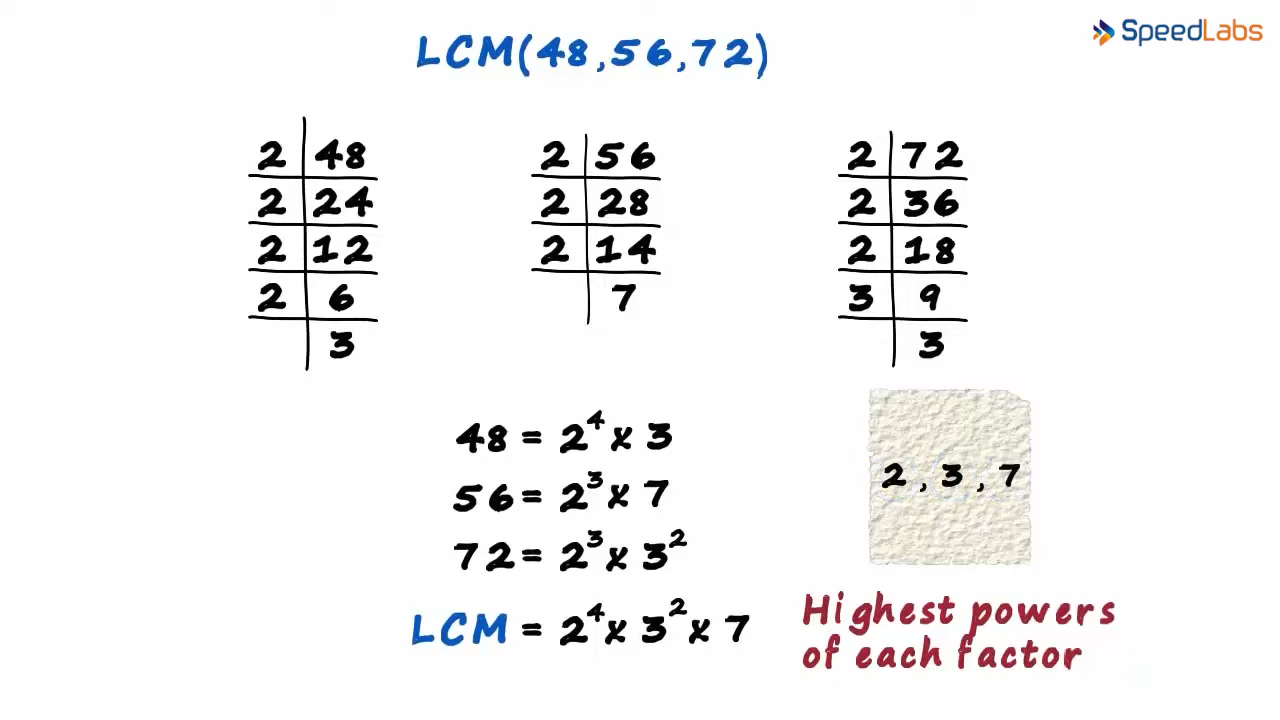 SpeedLabs
LCM(48,56,72)
2 48
2 24
2 12
2 6
3
2 56
2 28
2 14
7
2 72
2 36
2 18
3 9
3
48 = 2⁴ x 3
56 = 2³ x 7
72 = 2³ x 3²
LCM = 2⁴ x 3² x 7
2 , 3 , 7
Highest powers
of each factor